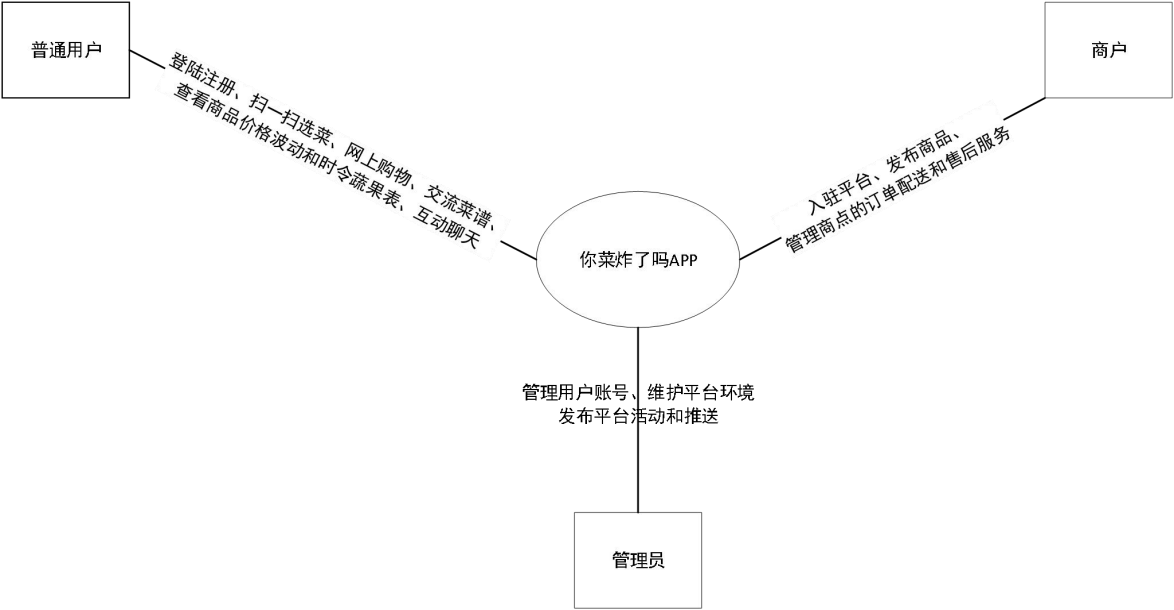 普通用户
商户
登陆注册、扫一扫选菜、网上购物、交流菜谱、
查看商品价格波动和时令蔬果表、互动聊天
入驻平台、发布商品、
管理商点的订单配送和售后服务
你菜炸了吗APP
管理用户账号、维护平台环境
发布平台活动和推送
管理员